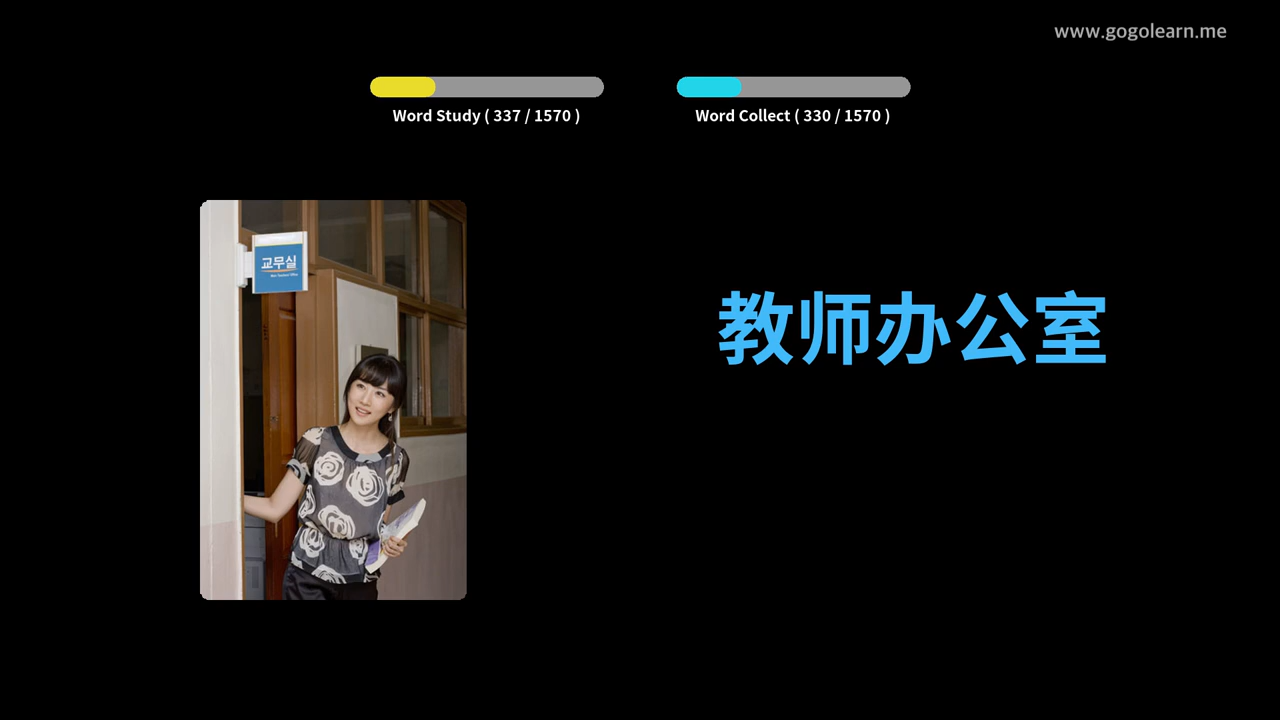 www.gogolearn.me
Word Study ( 337 / 1570 )
Word Collect ( 330 / 1570 )
교무실
教师办公室